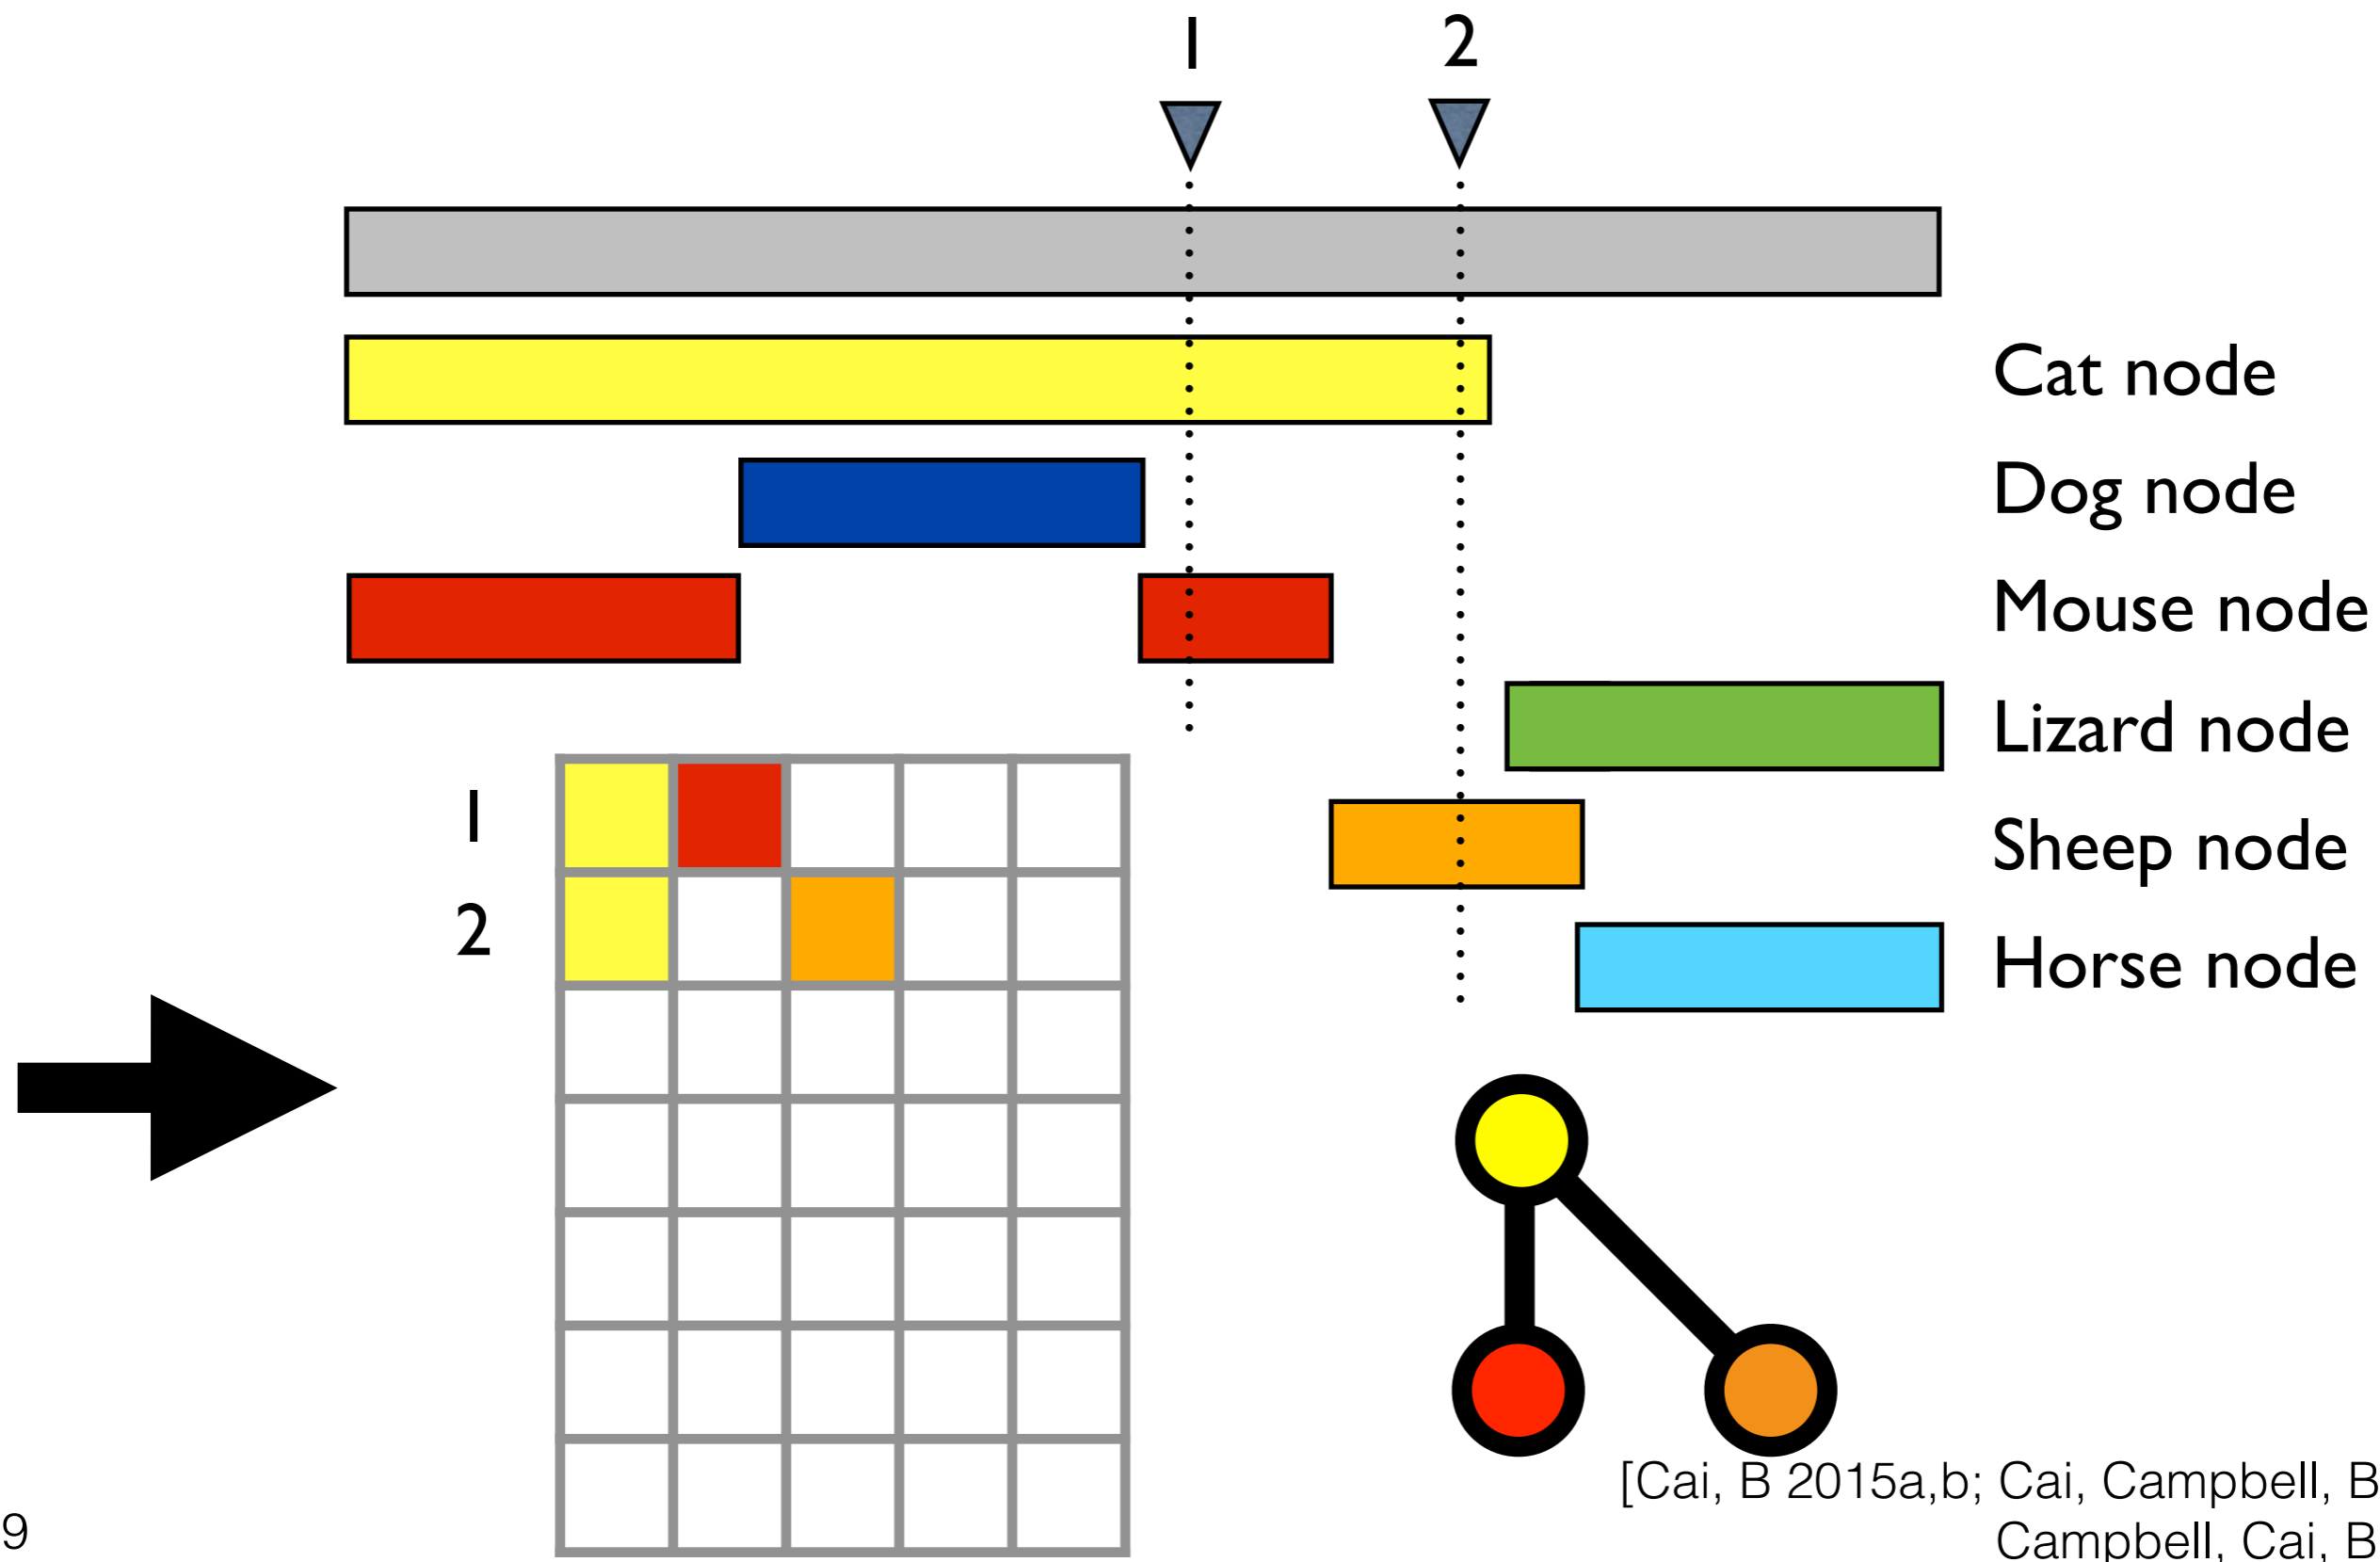 1 2
Cat node
Dog node
Mouse node
Lizard node
1
Sheep node
2
Horse node
[Cai, B 2015a,b; Cai, Campbell, B
9
Campbell, Cai, B